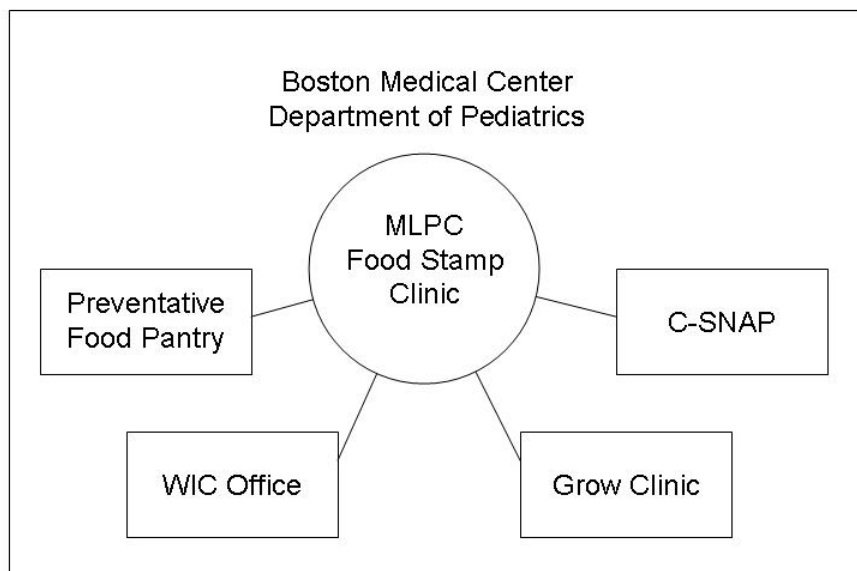 Boston Medical Center
Department of Pediatrics
MLPC
Food Stamp
Clinic
Preventative
Food Pantry
C-SNAP
WIC Office
Grow Clinic